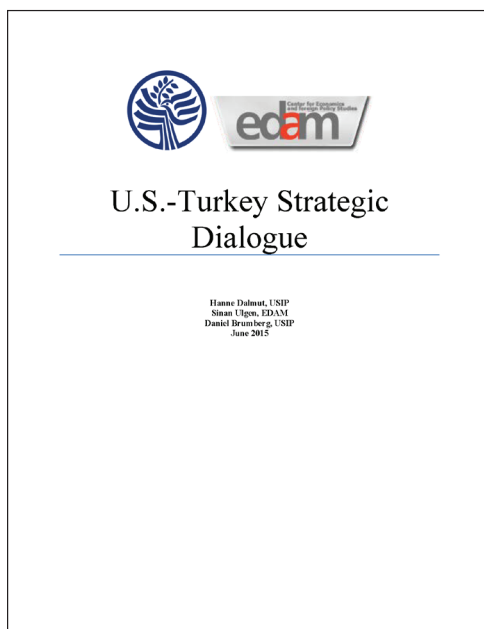 Center for Economics
and Foreign Policy Studies
edam
U.S.-Turkey Strategic
Dialogue
Hanne Dalmut, USIP
Sinan Ulgen, EDAM
Daniel Brumberg, USIP
June 2015